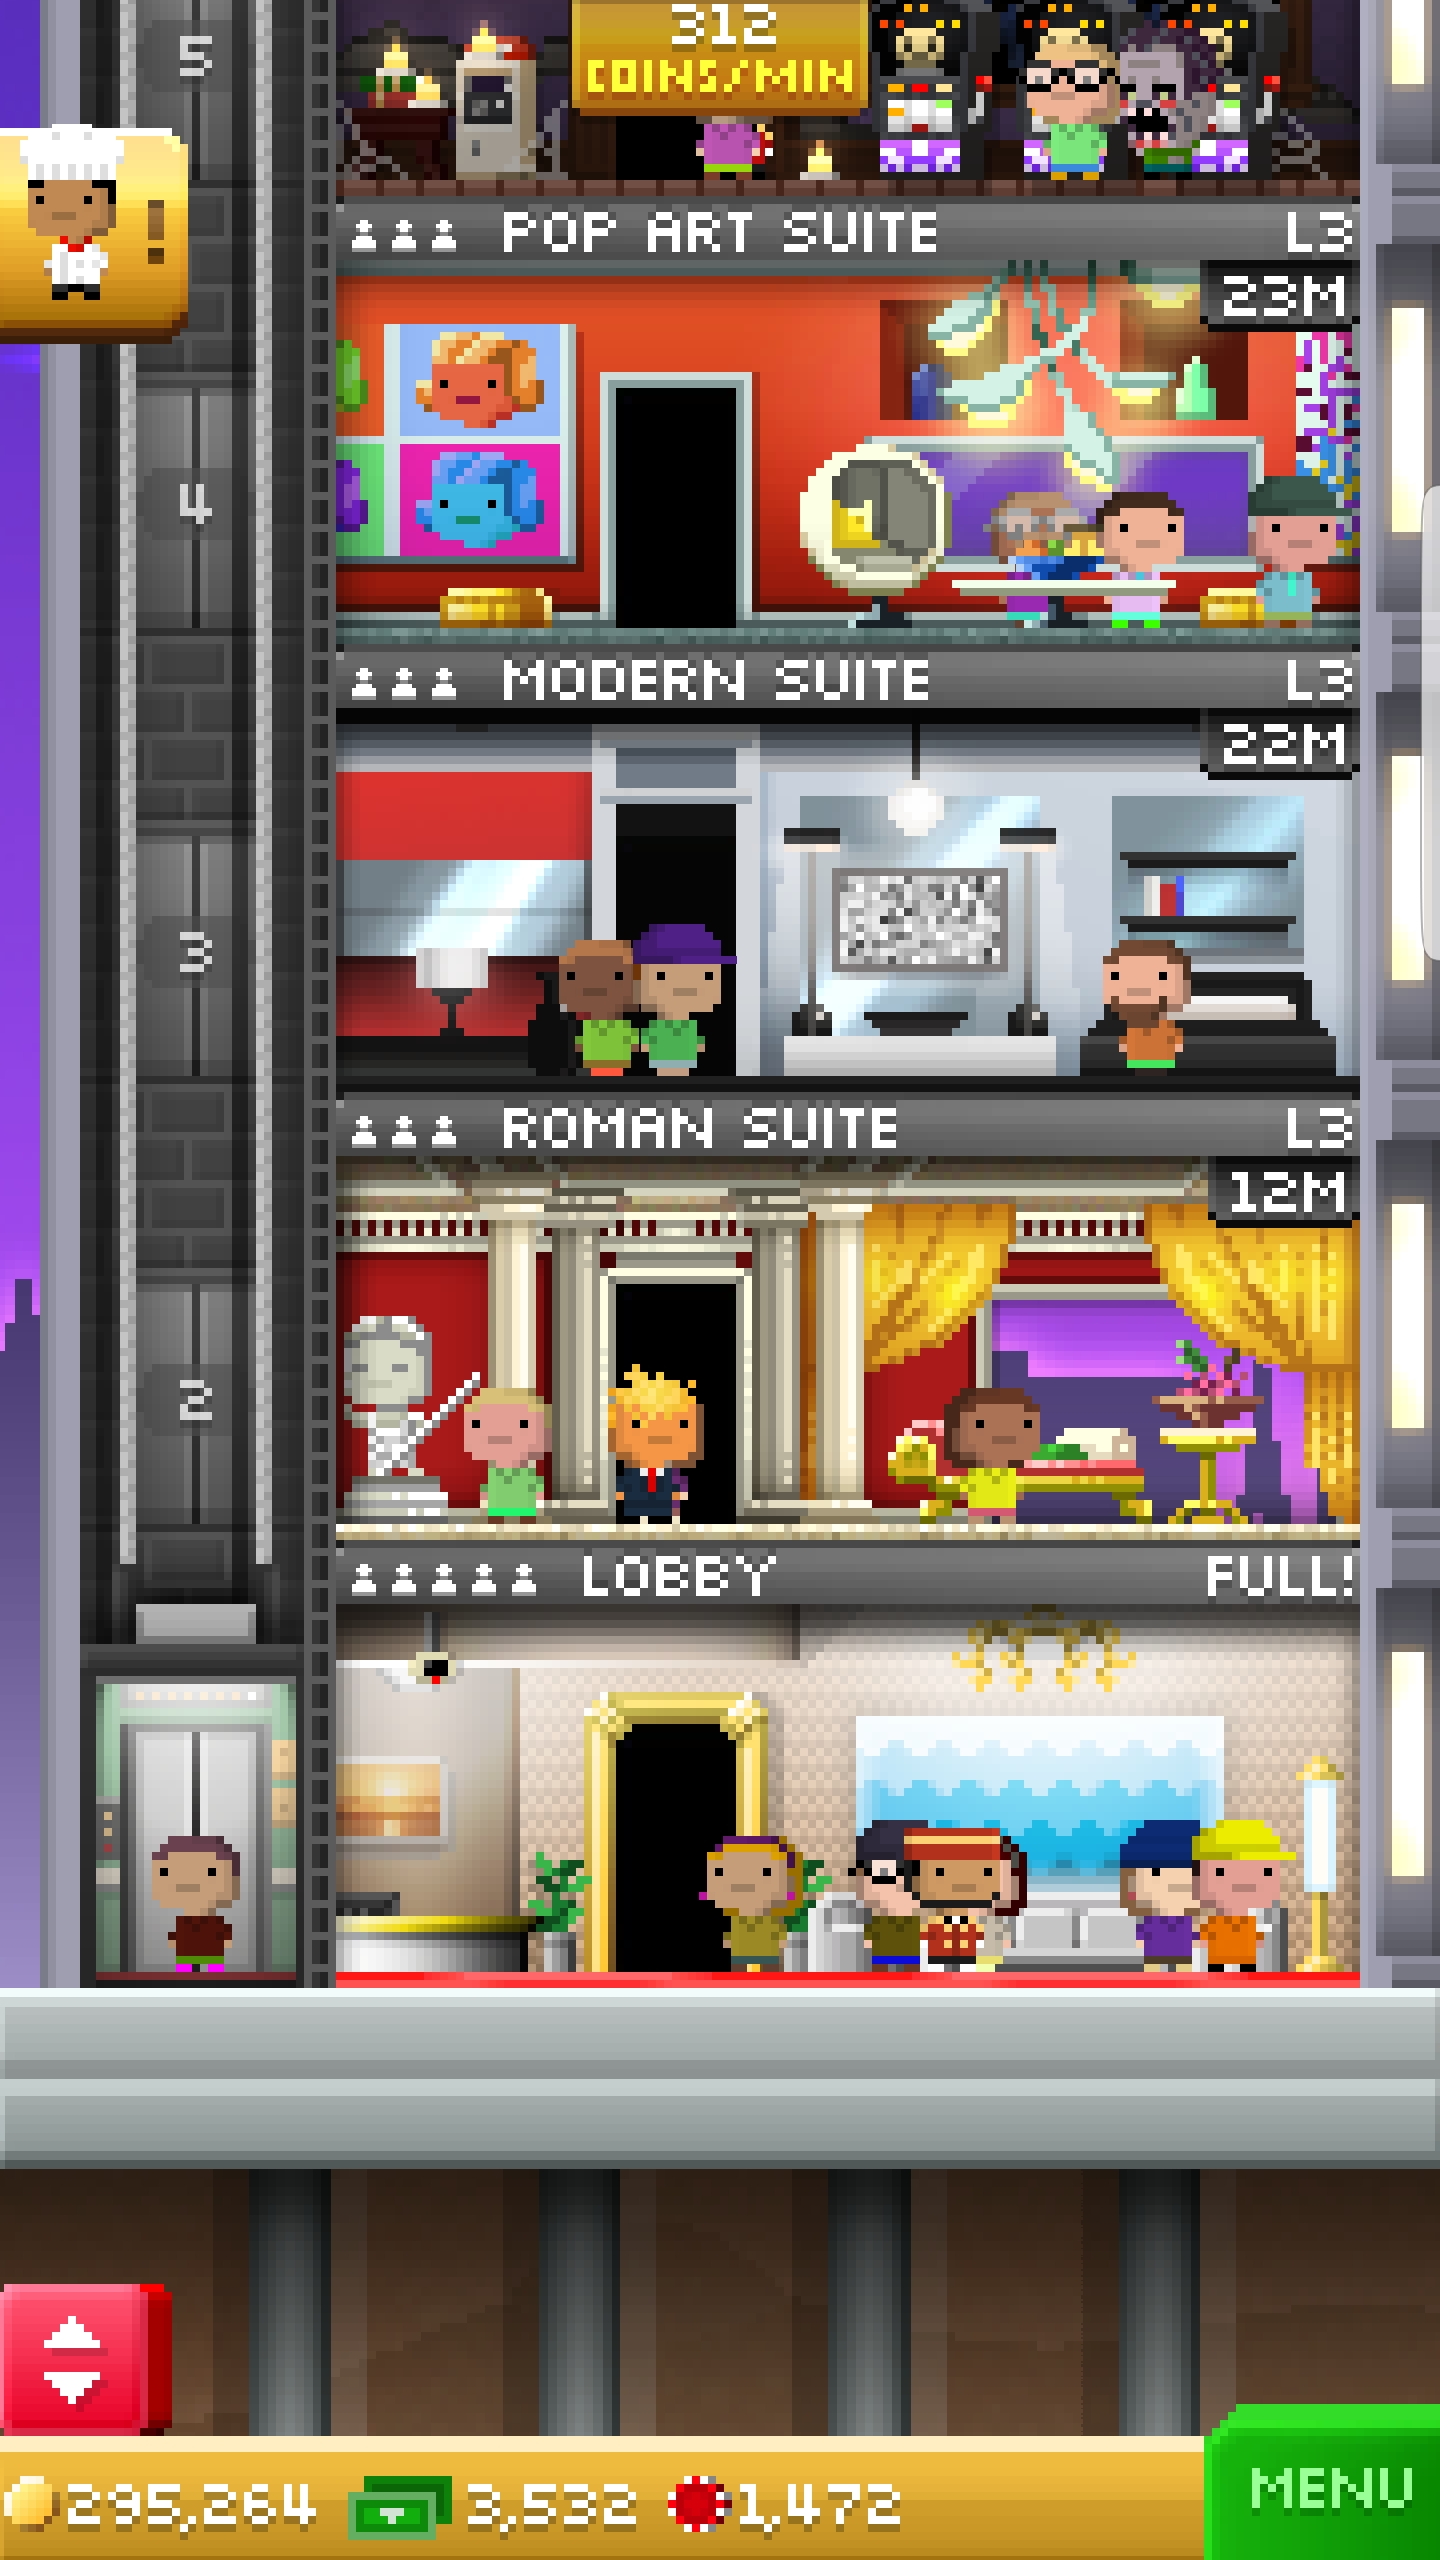 5
312
COINS/MIN
!
POP ART SUITE L3
23M
4
MODERN SUITE L3
22M
3
ROMAN SUITE L3
12M
2
LOBBY FULL!
295,264 3,532 1,472 MENU